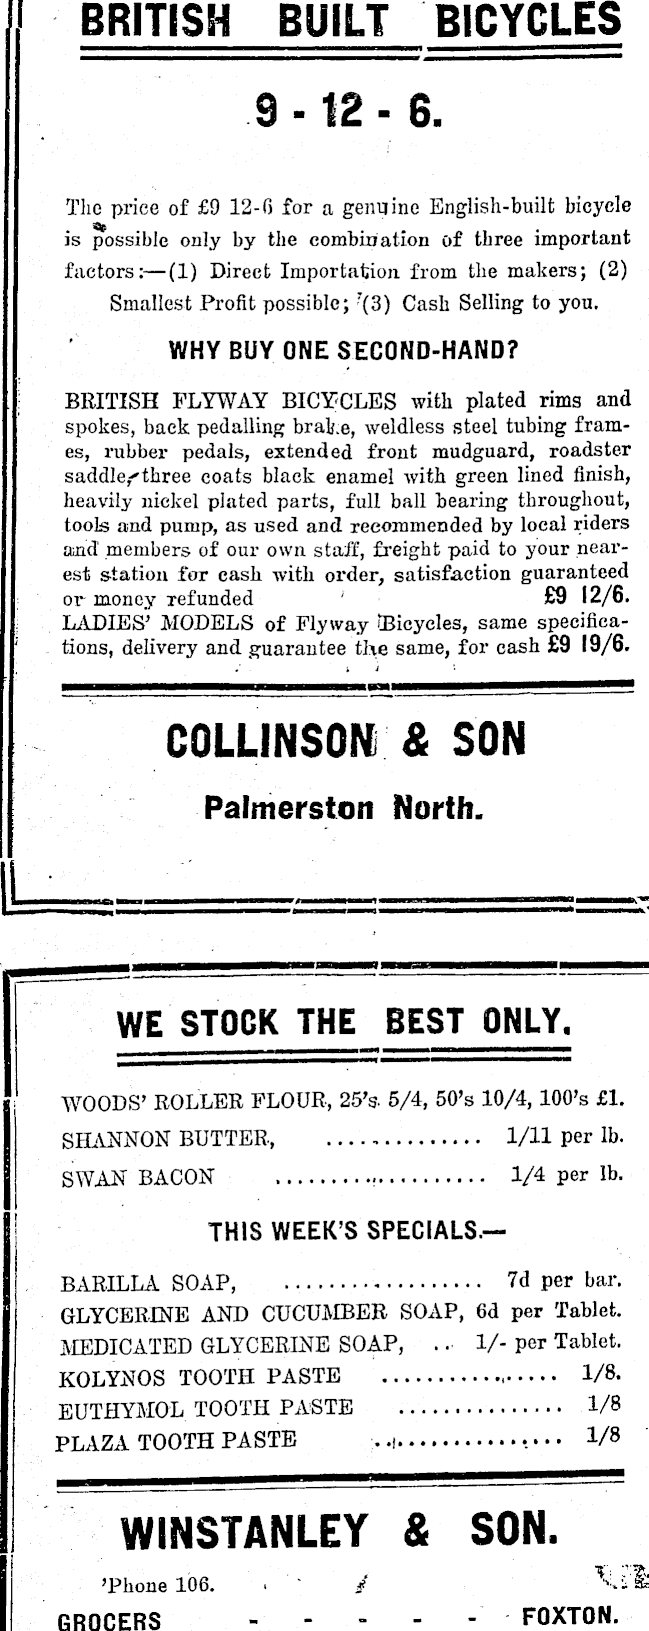 BRITISH BUILT BICYCLES
9 - 12 - 6.
The price of £9 12-6 for a genuine English-built bicycle
is possible only by the combination of three important
factors:—(1) Direct Importation from the makers; (2)
Smallest Profit possible; (3) Cash Selling to you.
WHY BUY ONE SECOND-HAND?
BRITISH FLYWAY BICYCLES with plated rims and
spokes, back pedalling brake, weldless steel tubing fram-
es, rubber pedals, extended front mudguard, roadster
saddle, three coats black enamel with green lined finish,
heavily nickel plated parts, full ball bearing throughout,
tools and pump, as used and recommended by local riders
and members of our own staff, freight paid to your near-
est station for cash with order, satisfaction guaranteed
or money refunded £9 12/6.
LADIES' MODELS of Flyway Bicycles, same specifica-
tions, delivery and guarantee the same, for cash £9 19/6.
COLLINSON & SON
Palmerston North.
WE STOCK THE BEST ONLY.
WOODS' ROLLER FLOUR, 25's. 5/4, 50's 10/4, 100's £1.
SHANNON BUTTER, .............. 1/11 per lb.
SWAN BACON ................... 1/4 per lb.
THIS WEEK'S SPECIALS.—
BARILLA SOAP, .................. 7d per bar.
GLYCERINE AND CUCUMBER SOAP, 6d per Tablet.
MEDICATED GLYCERINE SOAP, .. 1/- per Tablet.
KOLYNOS TOOTH PASTE ................ 1/8.
EUTHYMOL TOOTH PASTE ............... 1/8
PLAZA TOOTH PASTE ................. 1/8
WINSTANLEY & SON.
'Phone 106.
GROCERS - - - - - FOXTON.